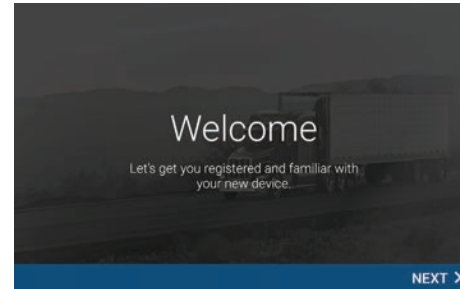 Welcome
Let's get you registered and familiar with
your new device.
NEXT